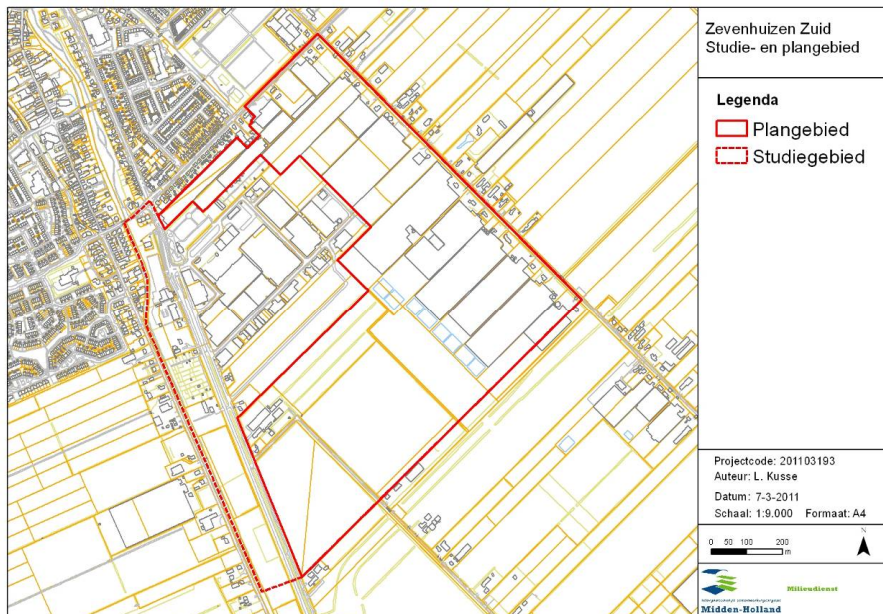 Zevenhuizen Zuid
Studie- en plangebied
Legenda
Plangebied
Studiegebied
Projectcode: 201103193
Auteur: L. Kusse
Datum: 7-3-2011
Schaal: 1:9.000 Formaat: A4
0 50 100 200
m
N
Milieudienst
Midden-Holland